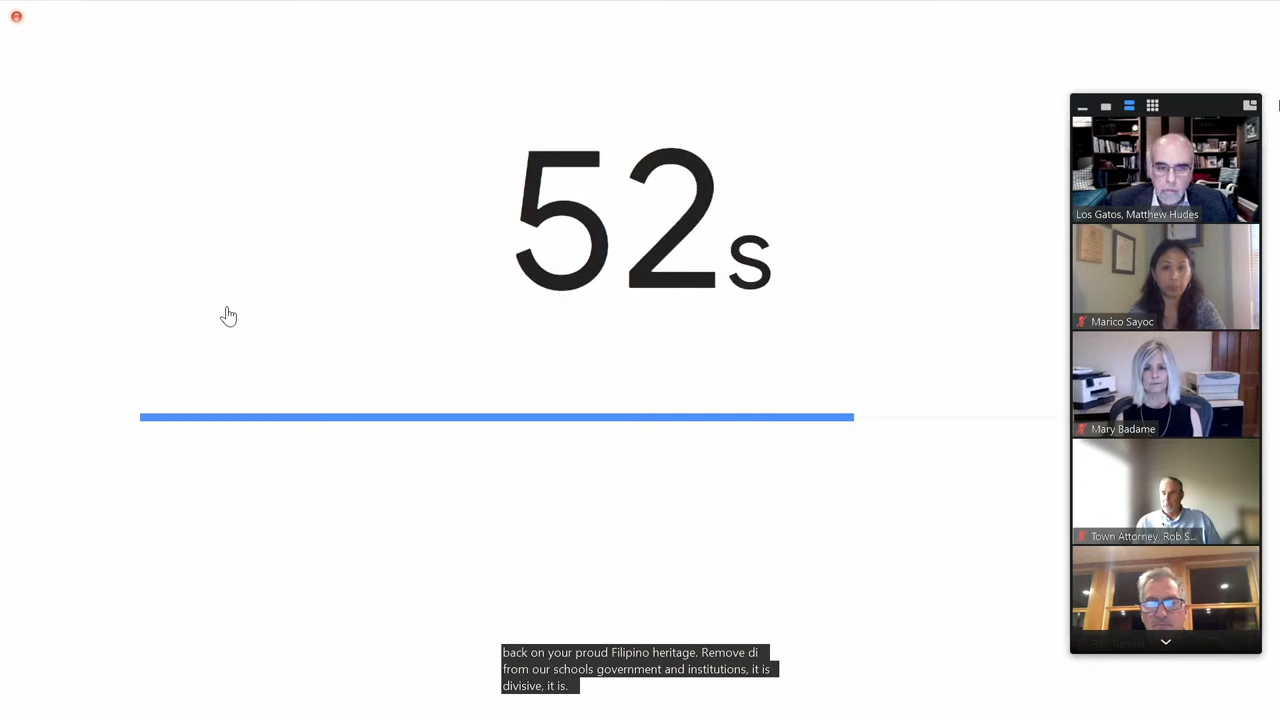 52s
Los Gatos, Matthew Hudes
Marico Sayoc
Mary Badame
Town Attorney, Rob S...
back on your proud Filipino heritage. Remove di
from our schools government and institutions, it is
divisive, it is.